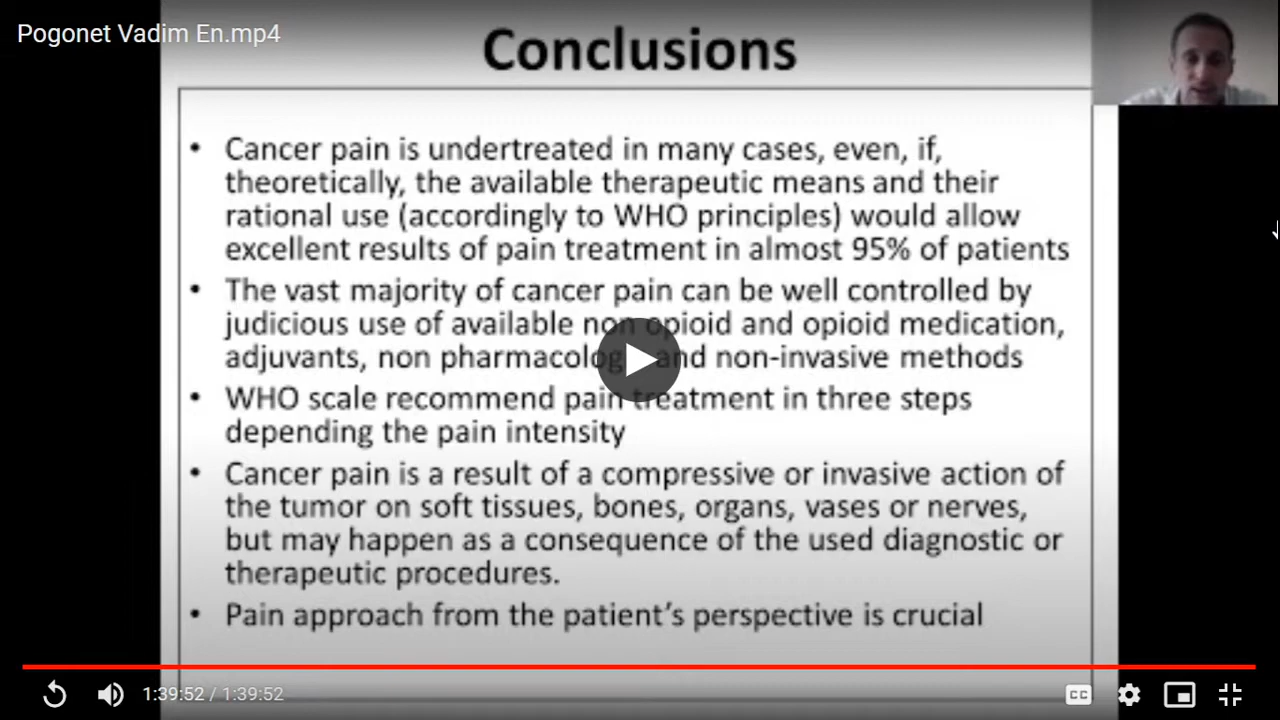 Pogonet Vadim En.mp4
Conclusions
• Cancer pain is undertreated in many cases, even, if,
theoretically, the available therapeutic means and their
rational use (accordingly to WHO principles) would allow
excellent results of pain treatment in almost 95% of patients
• The vast majority of cancer pain can be well controlled by
judicious use of available non opioid and opioid medication,
adjuvants, non and non-invasive methods
• WHO scale recommend pain treatment in three steps
depending the pain intensity
• Cancer pain is a result of a compressive or invasive action of
the tumor on soft tissues, bones, organs, vases or nerves,
but may happen as a consequence of the used diagnostic or
therapeutic procedures.
• Pain approach from the patient's perspective is crucial
1:39:52 / 1:39:52
CC